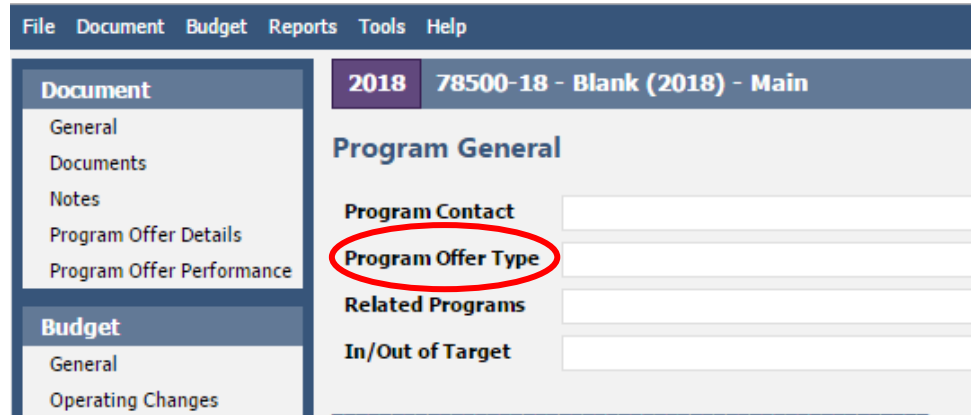 File Document Budget Reports Tools Help
Document
General
Documents
Notes
Program Offer Details
Program Offer Performance
Budget
General
Operating Changes
2018 78500-18 - Blank (2018) - Main
Program General
Program Contact
Program Offer Type
Related Programs
In/Out of Target